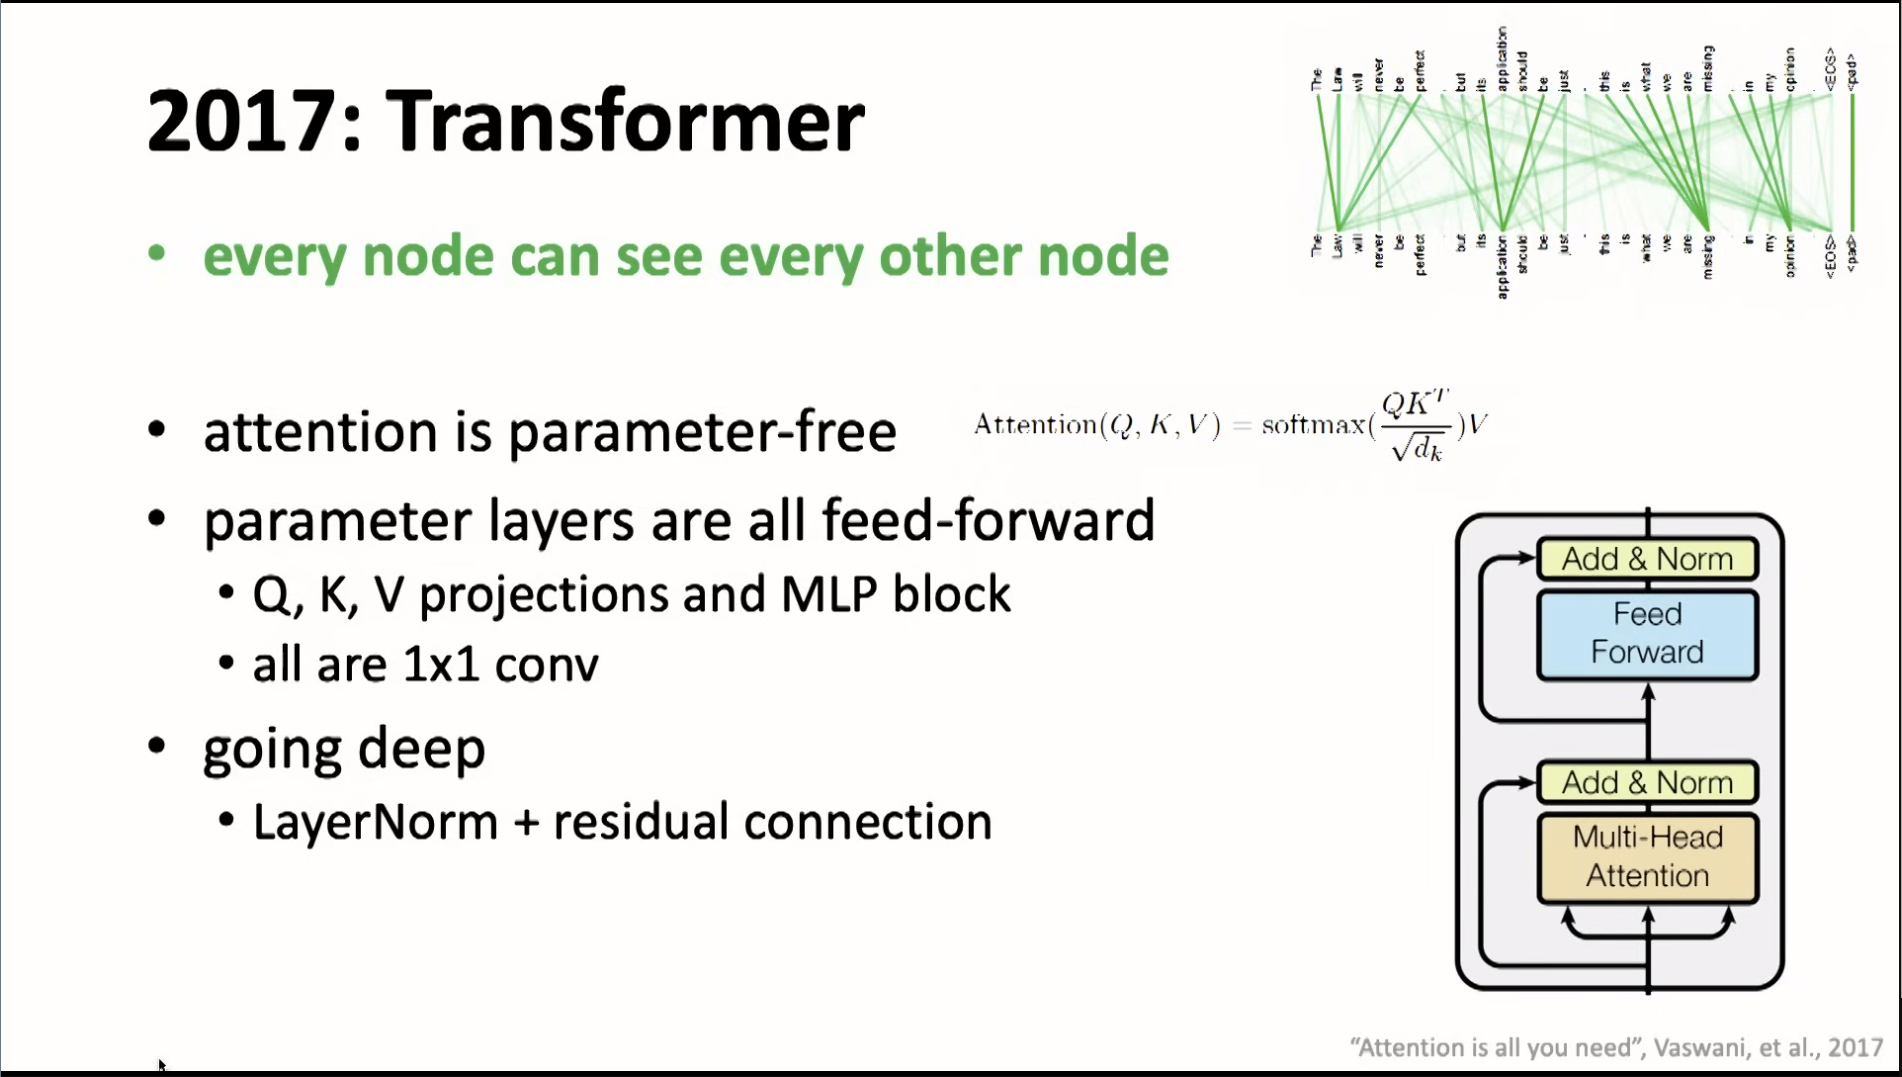 2017: Transformer
The Law will never be perfect , but its application should be just - this is what we are missing , in my opinion . <EOS> <pad>
The Law will never be perfect , but its application should be just - this is what we are missing , in my opinion . <EOS> <pad>
• every node can see every other node
• attention is parameter-free
Attention(Q, K, V) = softmax(QK^T/√d_k)V
• parameter layers are all feed-forward
• Q, K, V projections and MLP block
• all are 1x1 conv
• going deep
• LayerNorm + residual connection
Add & Norm
Feed
Forward
Add & Norm
Multi-Head
Attention
“Attention is all you need”, Vaswani, et al., 2017